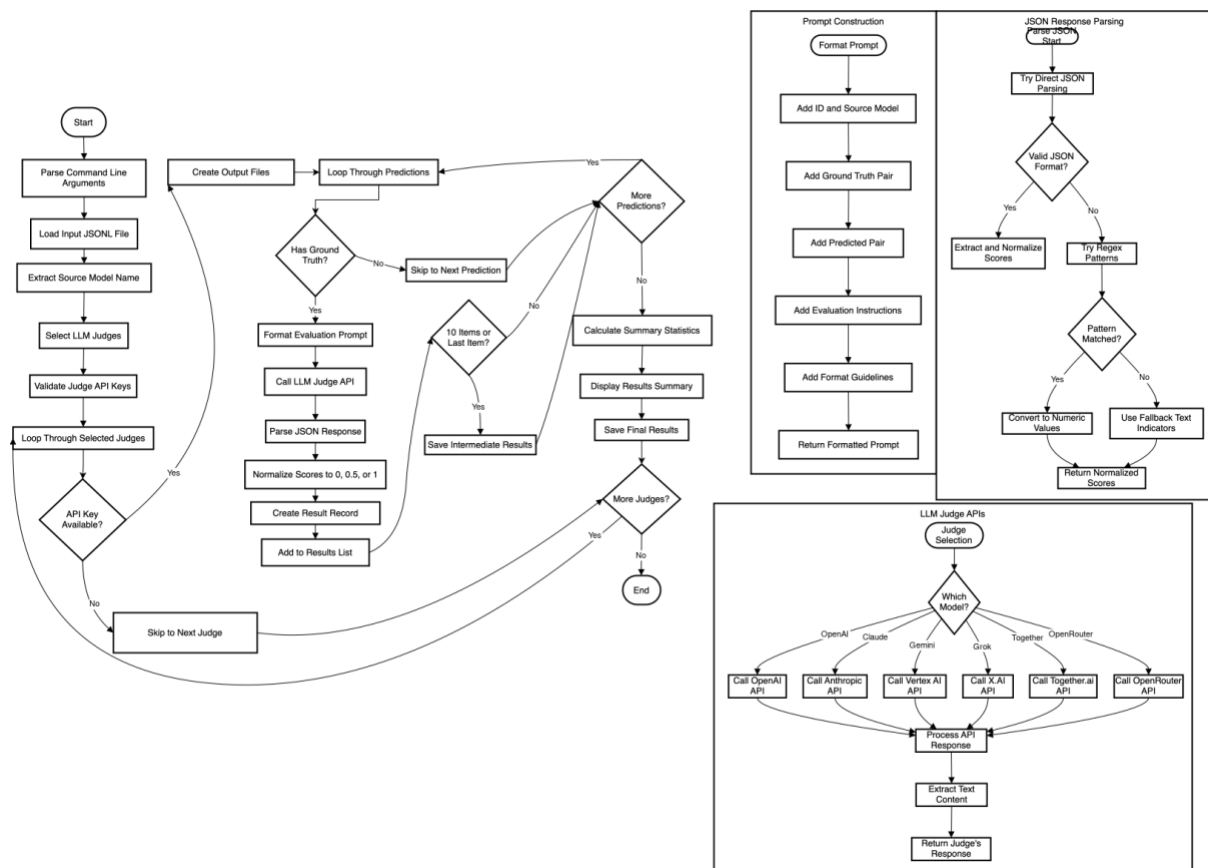 Start
Parse Command Line
Arguments
Load Input JSONL File
Extract Source Model Name
Select LLM Judges
Validate Judge API Keys
Loop Through Selected Judges
API Key
Available?
Yes
No
Skip to Next Judge
Create Output Files
Loop Through Predictions
Has Ground
Truth?
No
Skip to Next Prediction
Yes
Format Evaluation Prompt
Call LLM Judge API
Parse JSON Response
Normalize Scores to 0, 0.5, or 1
Create Result Record
Add to Results List
10 Items or
Last Item?
No
Yes
Save Intermediate Results
Yes
More
Predictions?
No
Calculate Summary Statistics
Display Results Summary
Save Final Results
More Judges?
Yes
No
End
Prompt Construction
Format Prompt
Add ID and Source Model
Add Ground Truth Pair
Add Predicted Pair
Add Evaluation Instructions
Add Format Guidelines
Return Formatted Prompt
JSON Response Parsing
Parse JSON
Start
Try Direct JSON
Parsing
Valid JSON
Format?
Yes
No
Extract and Normalize
Scores
Try Regex
Patterns
Pattern
Matched?
Yes
No
Convert to Numeric
Values
Use Fallback Text
Indicators
Return Normalized
Scores
LLM Judge APIs
Judge
Selection
Which
Model?
OpenAI
Claude
Gemini
Grok
Together
OpenRouter
Call OpenAI
API
Call Anthropic
API
Call Vertex AI
API
Call X.AI
API
Call Together.ai
API
Call OpenRouter
API
Process API
Response
Extract Text
Content
Return Judge's
Response